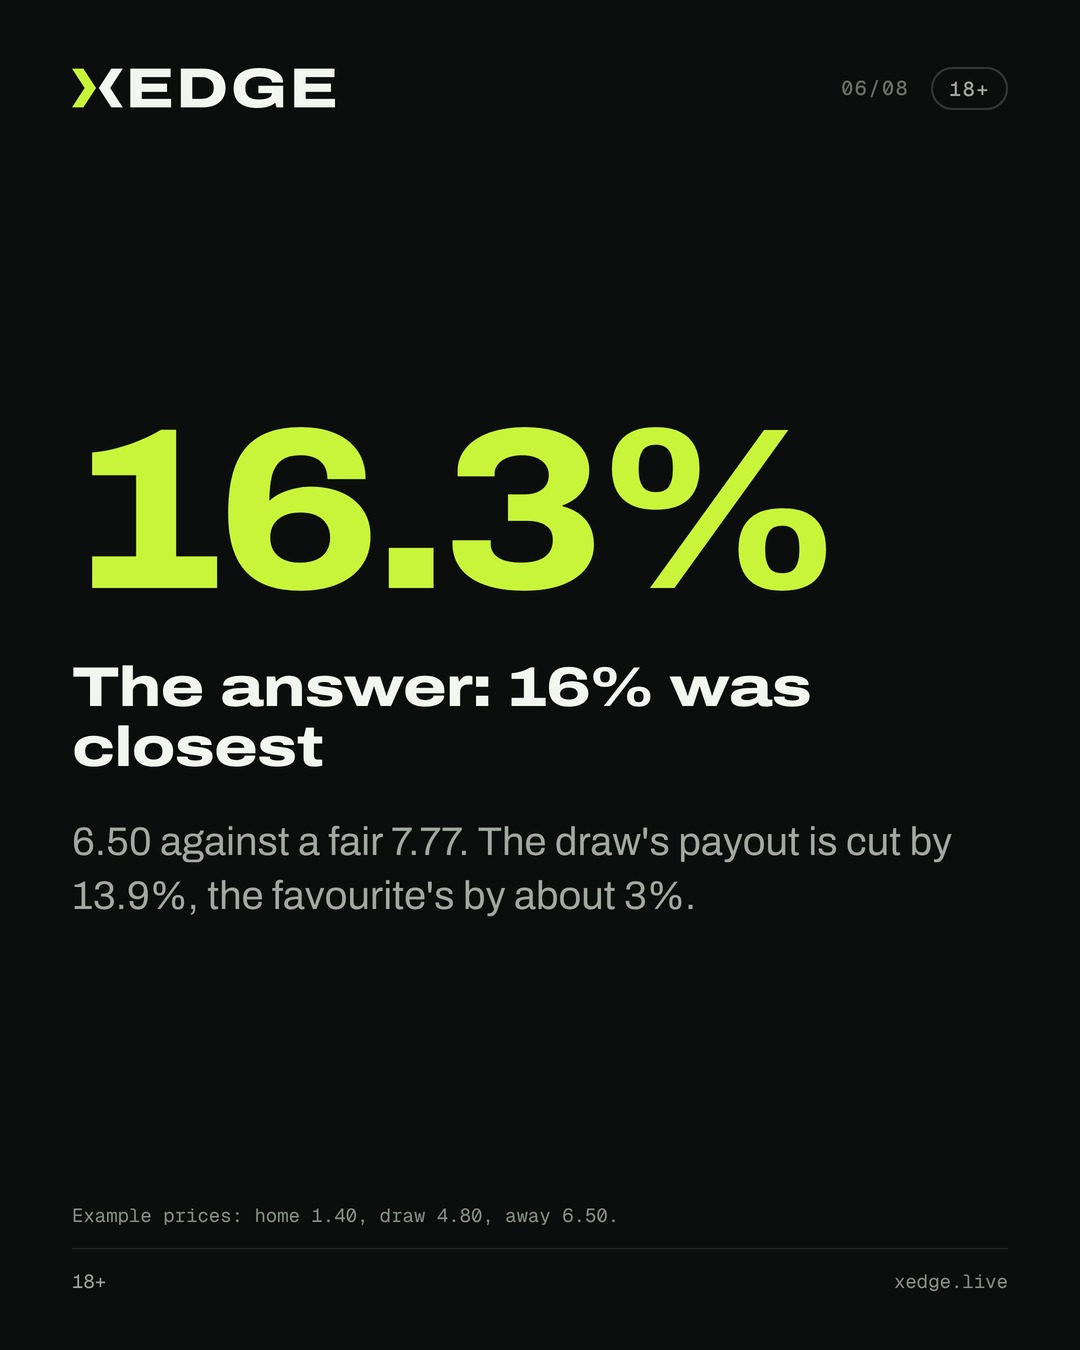 XEDGE
06/08
18+
16.3%
The answer: 16% was
closest
6.50 against a fair 7.77. The draw's payout is cut by
13.9%, the favourite's by about 3%.
Example prices: home 1.40, draw 4.80, away 6.50.
18+
xedge.live